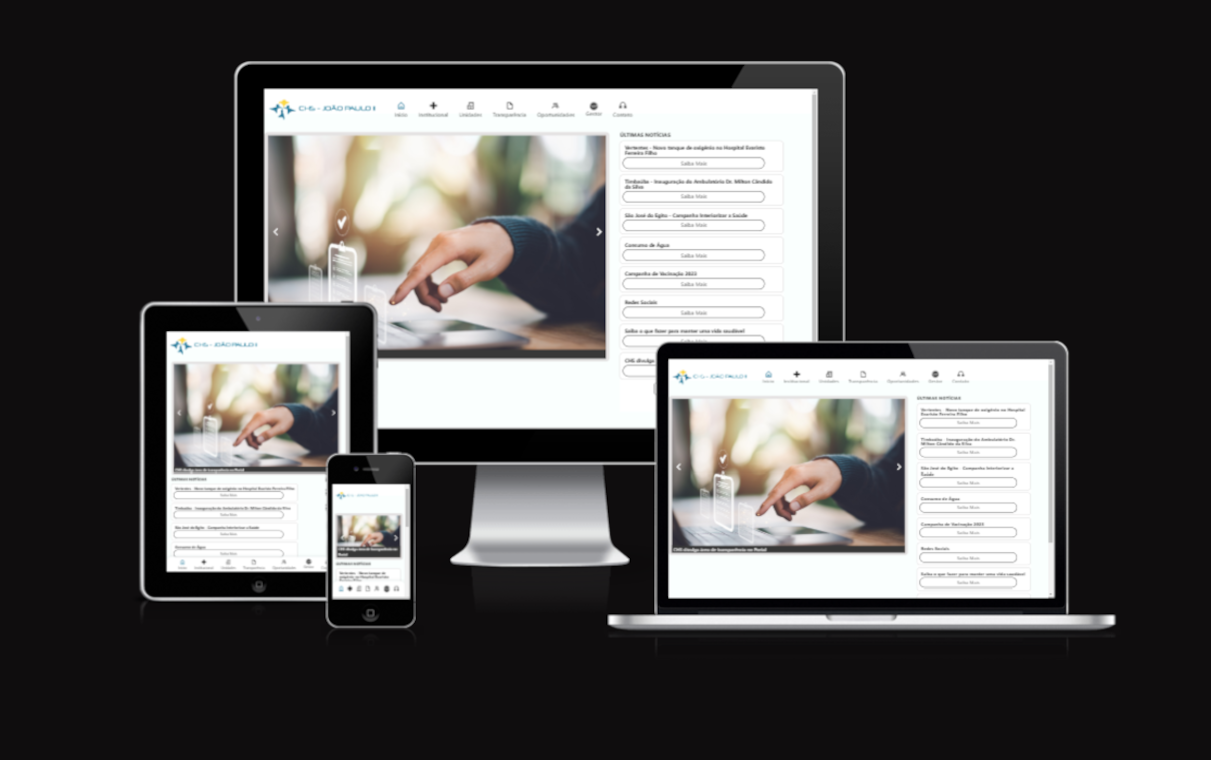 CHS - JOÃO PAULO II
Início Institucional Unidades Transparência Oportunidades Gestor Contato
ÚLTIMAS NOTÍCIAS
Vertentes - Novo tanque de oxigênio no Hospital Evaristo
Ferreira Filho
Saiba Mais
Timbaúba - Inauguração do Ambulatório Dr. Milton Cândido
da Silva
Saiba Mais
São José do Egito - Campanha Interiorizar a Saúde
Saiba Mais
Consumo de Água
Saiba Mais
Campanha de Vacinação 2022
Saiba Mais
Redes Sociais
Saiba Mais
Saiba o que fazer para manter uma vida saudável!
Saiba Mais
CHS divulga
CHS - JOÃO PAULO II
CHS divulga área de transparência no Portal
ÚLTIMAS NOTÍCIAS
Vertentes - Novo tanque de oxigênio no Hospital Evaristo Ferreira Filho
Saiba Mais
Timbaúba - Inauguração do Ambulatório Dr. Milton Cândido da Silva
Saiba Mais
São José do Egito - Campanha Interiorizar a Saúde
Saiba Mais
Consumo de Água
Saiba Mais
Início Institucional Unidades Transparência Oportunidades Gestor
CHS - JOÃO PAULO II
CHS divulga área de transparência no
Portal
ÚLTIMAS NOTÍCIAS
Vertentes - Novo tanque de
oxigênio no Hospital Evaristo
Ferreira Filho
CHS - JOÃO PAULO II
Início Institucional Unidades Transparência Oportunidades Gestor Contato
CHS divulga área de transparência no Portal
ÚLTIMAS NOTÍCIAS
Vertentes - Novo tanque de oxigênio no Hospital
Evaristo Ferreira Filho
Saiba Mais
Timbaúba - Inauguração do Ambulatório Dr.
Milton Cândido da Silva
Saiba Mais
São José do Egito - Campanha Interiorizar a
Saúde
Saiba Mais
Consumo de Água
Saiba Mais
Campanha de Vacinação 2022
Saiba Mais
Redes Sociais
Saiba Mais
Saiba o que fazer para manter uma vida saudável!
Saiba Mais